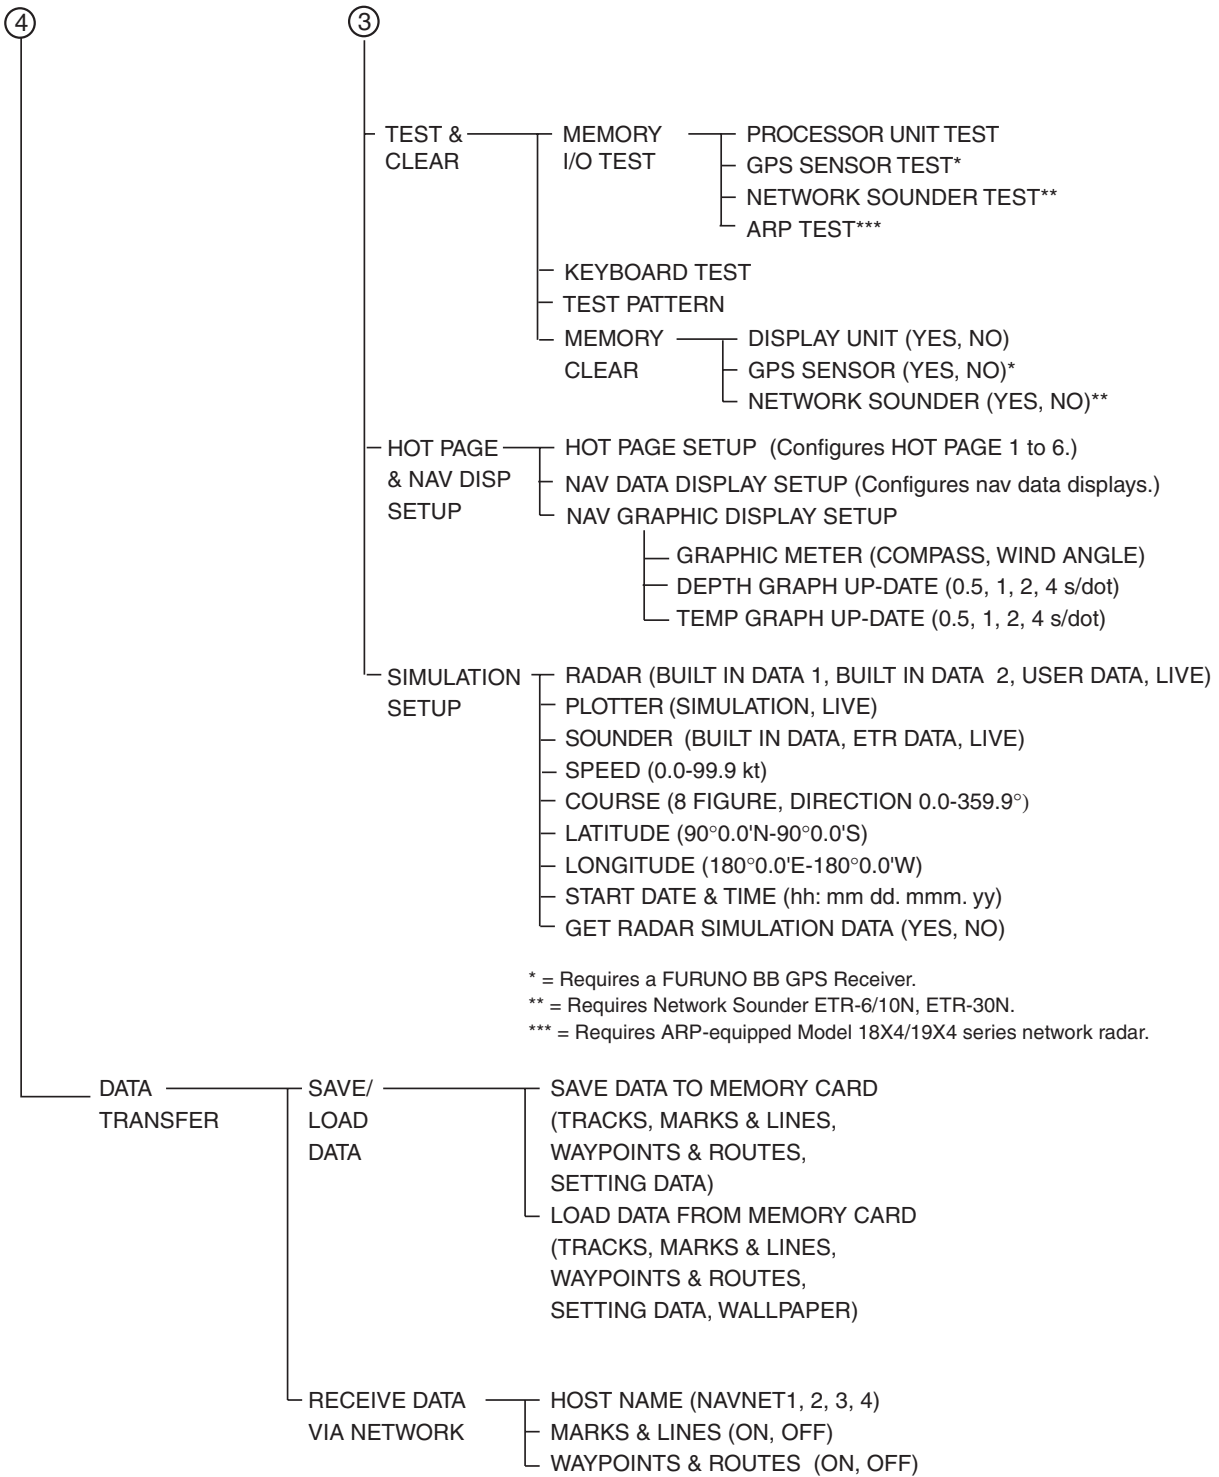 4
3
TEST &
CLEAR
MEMORY
I/O TEST
PROCESSOR UNIT TEST
GPS SENSOR TEST*
NETWORK SOUNDER TEST**
ARP TEST***
KEYBOARD TEST
TEST PATTERN
MEMORY
CLEAR
DISPLAY UNIT (YES, NO)
GPS SENSOR (YES, NO)*
NETWORK SOUNDER (YES, NO)**
HOT PAGE
& NAV DISP
SETUP
HOT PAGE SETUP (Configures HOT PAGE 1 to 6.)
NAV DATA DISPLAY SETUP (Configures nav data displays.)
NAV GRAPHIC DISPLAY SETUP
GRAPHIC METER (COMPASS, WIND ANGLE)
DEPTH GRAPH UP-DATE (0.5, 1, 2, 4 s/dot)
TEMP GRAPH UP-DATE (0.5, 1, 2, 4 s/dot)
SIMULATION
SETUP
RADAR (BUILT IN DATA 1, BUILT IN DATA 2, USER DATA, LIVE)
PLOTTER (SIMULATION, LIVE)
SOUNDER (BUILT IN DATA, ETR DATA, LIVE)
SPEED (0.0-99.9 kt)
COURSE (8 FIGURE, DIRECTION 0.0-359.9°)
LATITUDE (90°0.0'N-90°0.0'S)
LONGITUDE (180°0.0'E-180°0.0'W)
START DATE & TIME (hh: mm dd. mmm. yy)
GET RADAR SIMULATION DATA (YES, NO)
* = Requires a FURUNO BB GPS Receiver.
** = Requires Network Sounder ETR-6/10N, ETR-30N.
*** = Requires ARP-equipped Model 18X4/19X4 series network radar.
DATA
TRANSFER
SAVE/
LOAD
DATA
SAVE DATA TO MEMORY CARD
(TRACKS, MARKS & LINES,
WAYPOINTS & ROUTES,
SETTING DATA)
LOAD DATA FROM MEMORY CARD
(TRACKS, MARKS & LINES,
WAYPOINTS & ROUTES,
SETTING DATA, WALLPAPER)
RECEIVE DATA
VIA NETWORK
HOST NAME (NAVNET1, 2, 3, 4)
MARKS & LINES (ON, OFF)
WAYPOINTS & ROUTES (ON, OFF)